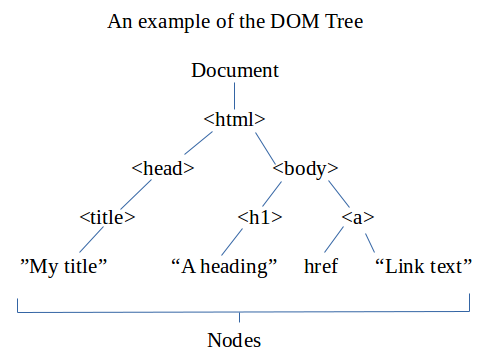 An example of the DOM Tree
Document
<html>
<head> <body>
<title> <h1> <a>
”My title” “A heading” href “Link text”
Nodes